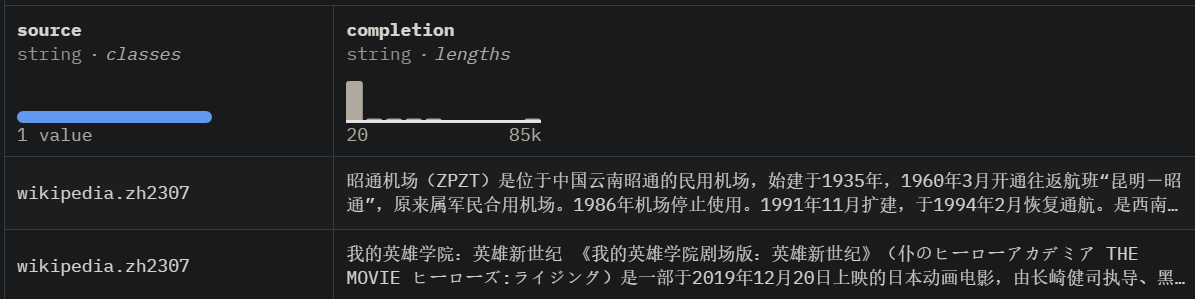 source
string · classes
1 value
completion
string · lengths
20
85k
wikipedia.zh2307
昭通机场（ZPZT）是位于中国云南昭通的民用机场，始建于1935年，1960年3月开通往返航班“昆明－昭
通”，原来属军民合用机场。1986年机场停止使用。1991年11月扩建，于1994年2月恢复通航。是西南…
wikipedia.zh2307
我的英雄学院：英雄新世纪 《我的英雄学院剧场版：英雄新世纪》（仆のヒーローアカデミア THE
MOVIE ヒーローズ:ライジング）是一部于2019年12月20日上映的日本动画电影，由长崎健司执导、黑…